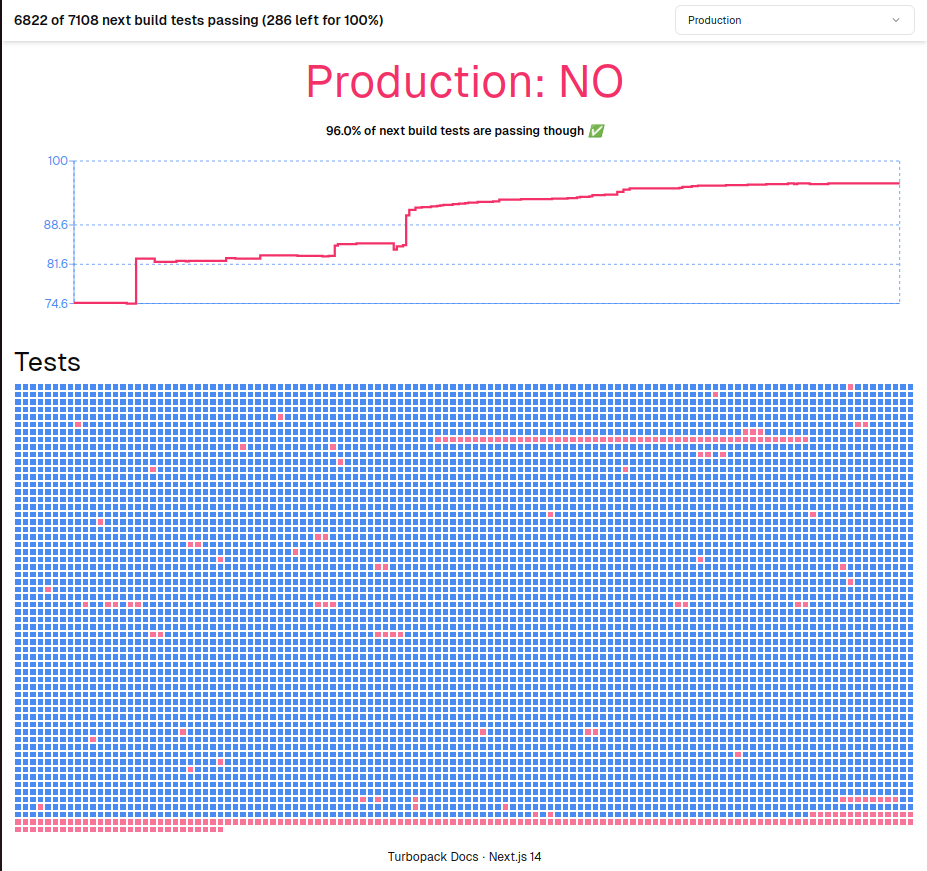 6822 of 7108 next build tests passing (286 left for 100%)
Production
Production: NO
96.0% of next build tests are passing though ✅
100
88.6
81.6
74.6
Tests
Turbopack Docs · Next.js 14